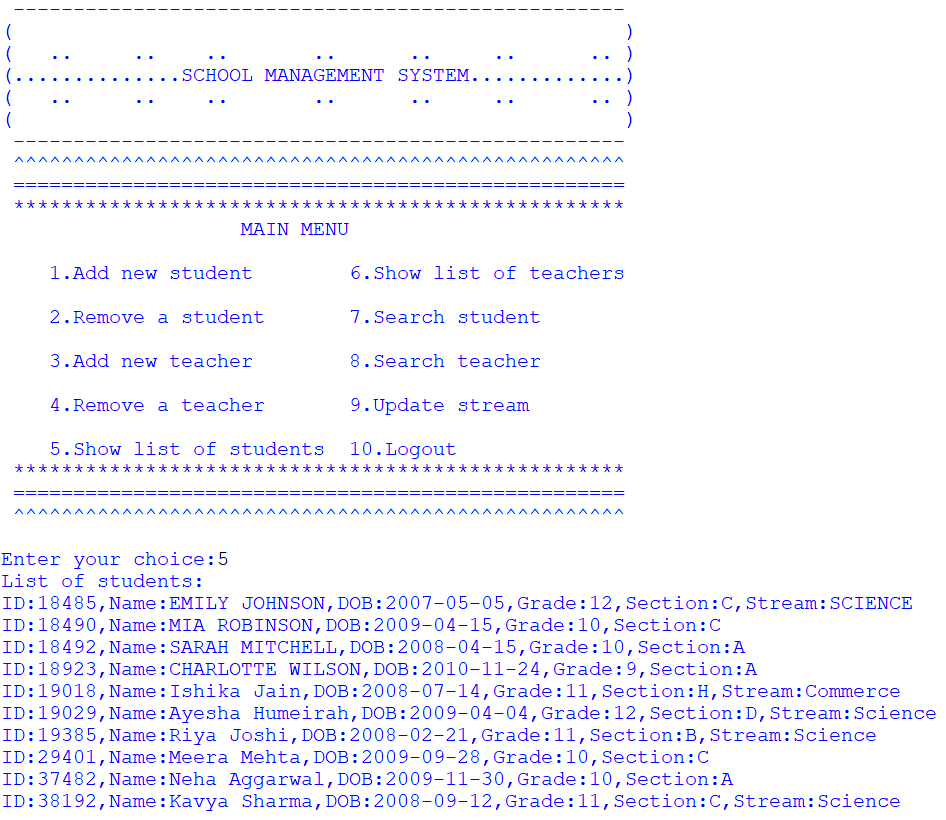 ---------------------------------------------------
(                                                   )
(   ..     ..    ..       ..      ..     ..      .. )
(..............SCHOOL MANAGEMENT SYSTEM.............)
(   ..     ..    ..       ..      ..     ..      .. )
(                                                   )
---------------------------------------------------
^^^^^^^^^^^^^^^^^^^^^^^^^^^^^^^^^^^^^^^^^^^^^^^^^^^
===================================================
***************************************************
MAIN MENU
1.Add new student        6.Show list of teachers
2.Remove a student       7.Search student
3.Add new teacher        8.Search teacher
4.Remove a teacher       9.Update stream
5.Show list of students  10.Logout
***************************************************
===================================================
^^^^^^^^^^^^^^^^^^^^^^^^^^^^^^^^^^^^^^^^^^^^^^^^^^^
Enter your choice:5
List of students:
ID:18485,Name:EMILY JOHNSON,DOB:2007-05-05,Grade:12,Section:C,Stream:SCIENCE
ID:18490,Name:MIA ROBINSON,DOB:2009-04-15,Grade:10,Section:C
ID:18492,Name:SARAH MITCHELL,DOB:2008-04-15,Grade:10,Section:A
ID:18923,Name:CHARLOTTE WILSON,DOB:2010-11-24,Grade:9,Section:A
ID:19018,Name:Ishika Jain,DOB:2008-07-14,Grade:11,Section:H,Stream:Commerce
ID:19029,Name:Ayesha Humeirah,DOB:2009-04-04,Grade:12,Section:D,Stream:Science
ID:19385,Name:Riya Joshi,DOB:2008-02-21,Grade:11,Section:B,Stream:Science
ID:29401,Name:Meera Mehta,DOB:2009-09-28,Grade:10,Section:C
ID:37482,Name:Neha Aggarwal,DOB:2009-11-30,Grade:10,Section:A
ID:38192,Name:Kavya Sharma,DOB:2008-09-12,Grade:11,Section:C,Stream:Science